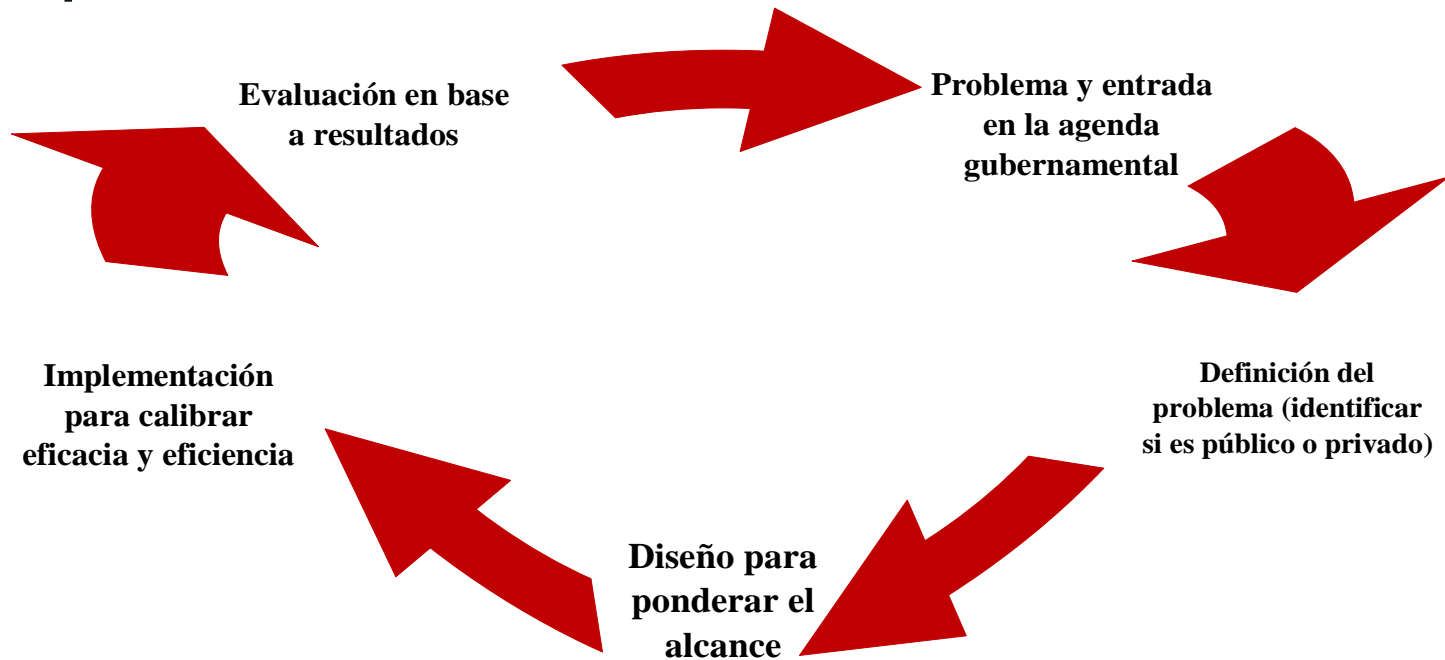 Evaluación en base
a resultados
Problema y entrada
en la agenda
gubernamental
Definición del
problema (identificar
si es público o privado)
Diseño para
ponderar el
alcance
Implementación
para calibrar
eficacia y eficiencia